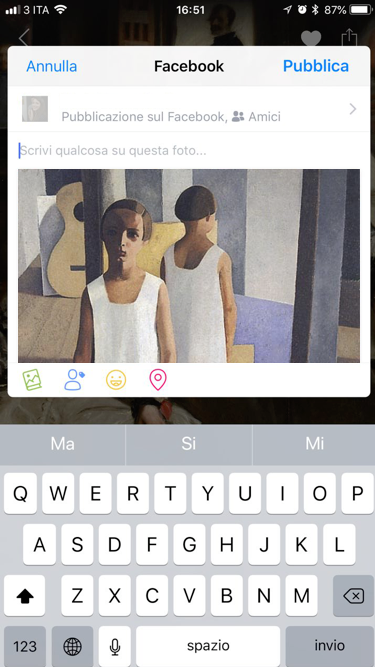 3 ITA 16:51 87%
Annulla Facebook Pubblica
Pubblicazione sul Facebook, Amici
Scrivi qualcosa su questa foto...
Ma Si Mi
Q W E R T Y U I O P
A S D F G H J K L
Z X C V B N M
123 spazio invio